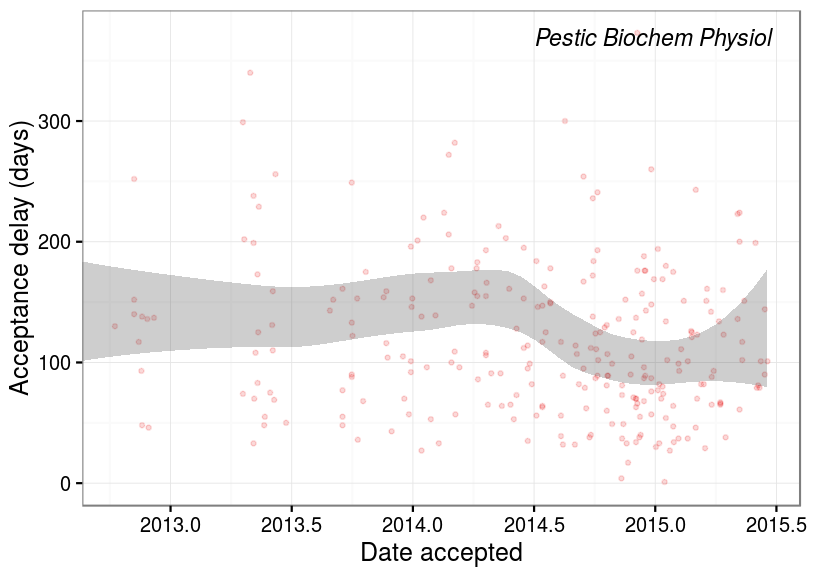 Pestic Biochem Physiol
Acceptance delay (days)
300
200
100
0
2013.0 2013.5 2014.0 2014.5 2015.0 2015.5
Date accepted